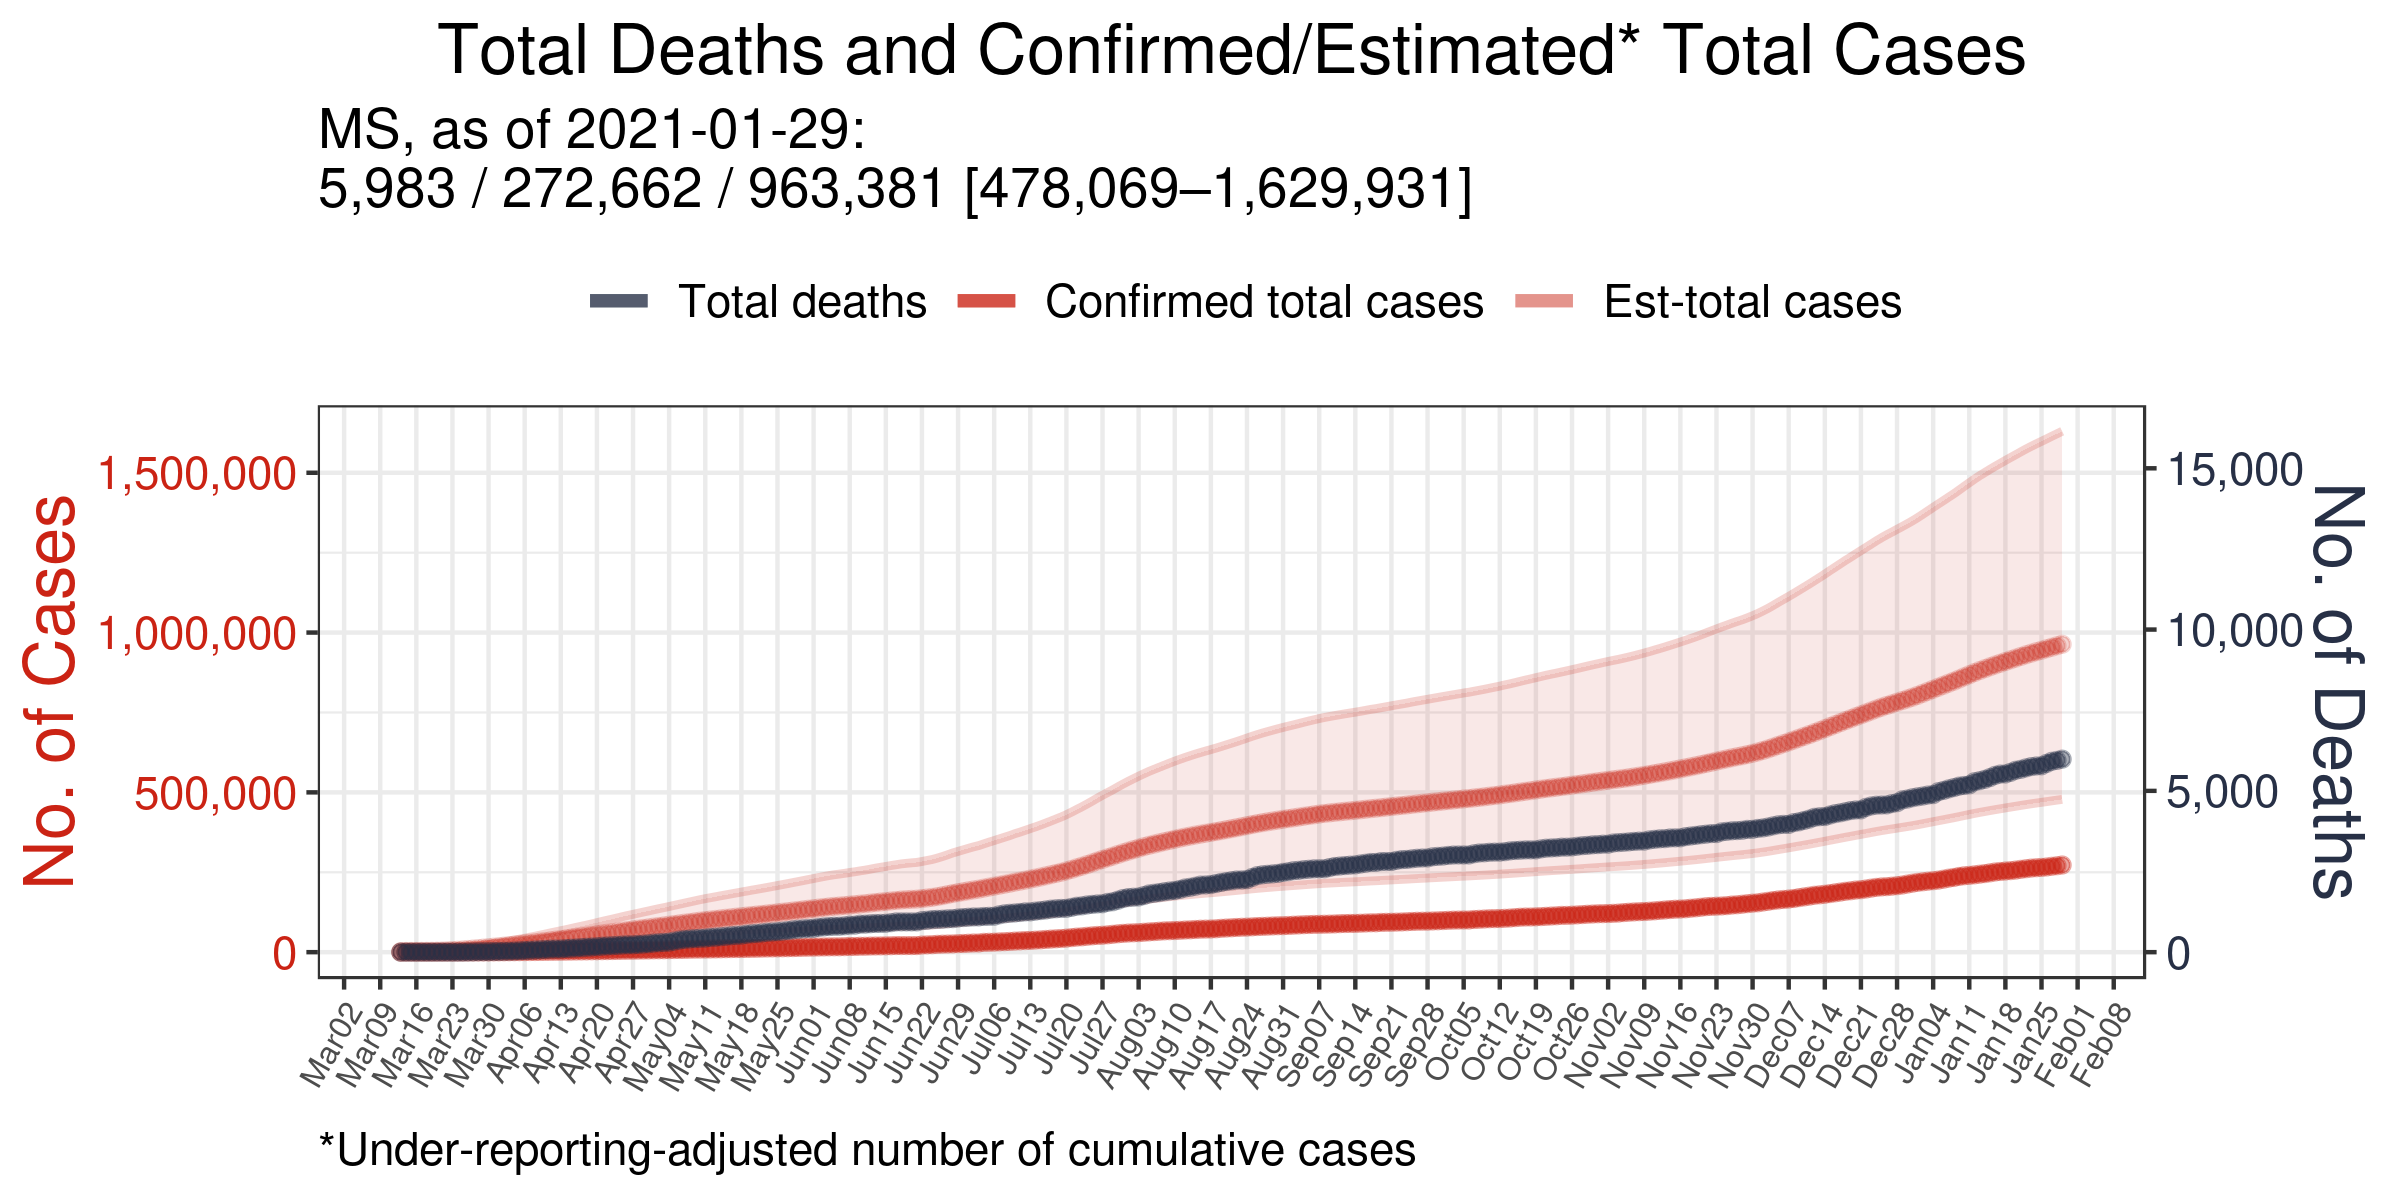 Total Deaths and Confirmed/Estimated* Total Cases
MS, as of 2021-01-29:
5,983 / 272,662 / 963,381 [478,069–1,629,931]
Total deaths
Confirmed total cases
Est-total cases
No. of Cases
1,500,000
1,000,000
500,000
0
15,000
10,000
5,000
0
No. of Deaths
Mar02
Mar09
Mar16
Mar23
Mar30
Apr06
Apr13
Apr20
Apr27
May04
May11
May18
May25
Jun01
Jun08
Jun15
Jun22
Jun29
Jul06
Jul13
Jul20
Jul27
Aug03
Aug10
Aug17
Aug24
Aug31
Sep07
Sep14
Sep21
Sep28
Oct05
Oct12
Oct19
Oct26
Nov02
Nov09
Nov16
Nov23
Nov30
Dec07
Dec14
Dec21
Dec28
Jan04
Jan11
Jan18
Jan25
Feb01
Feb08
*Under-reporting-adjusted number of cumulative cases